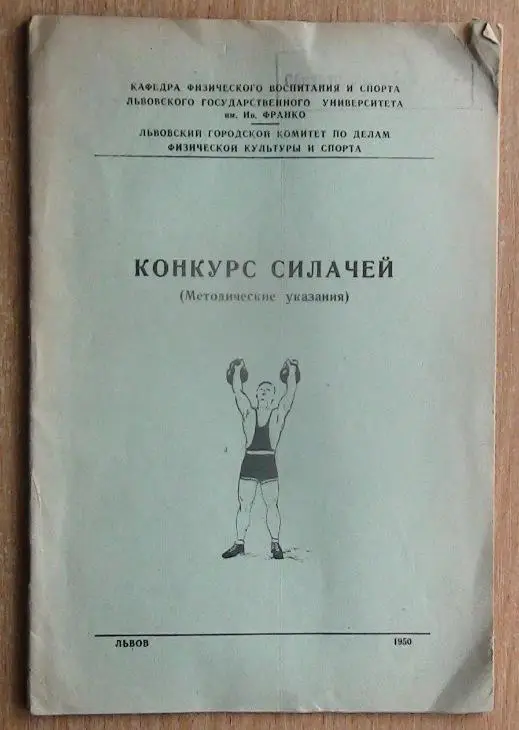 КАФЕДРА ФИЗИЧЕСКОГО ВОСПИТАНИЯ И СПОРТА
ЛЬВОВСКОГО ГОСУДАРСТВЕННОГО УНИВЕРСИТЕТА
им. Ив. ФРАНКО
ЛЬВОВСКИЙ ГОРОДСКОЙ КОМИТЕТ ПО ДЕЛАМ
ФИЗИЧЕСКОЙ КУЛЬТУРЫ И СПОРТА
КОНКУРС СИЛАЧЕЙ
(Методические указания)
ЛЬВОВ 1950